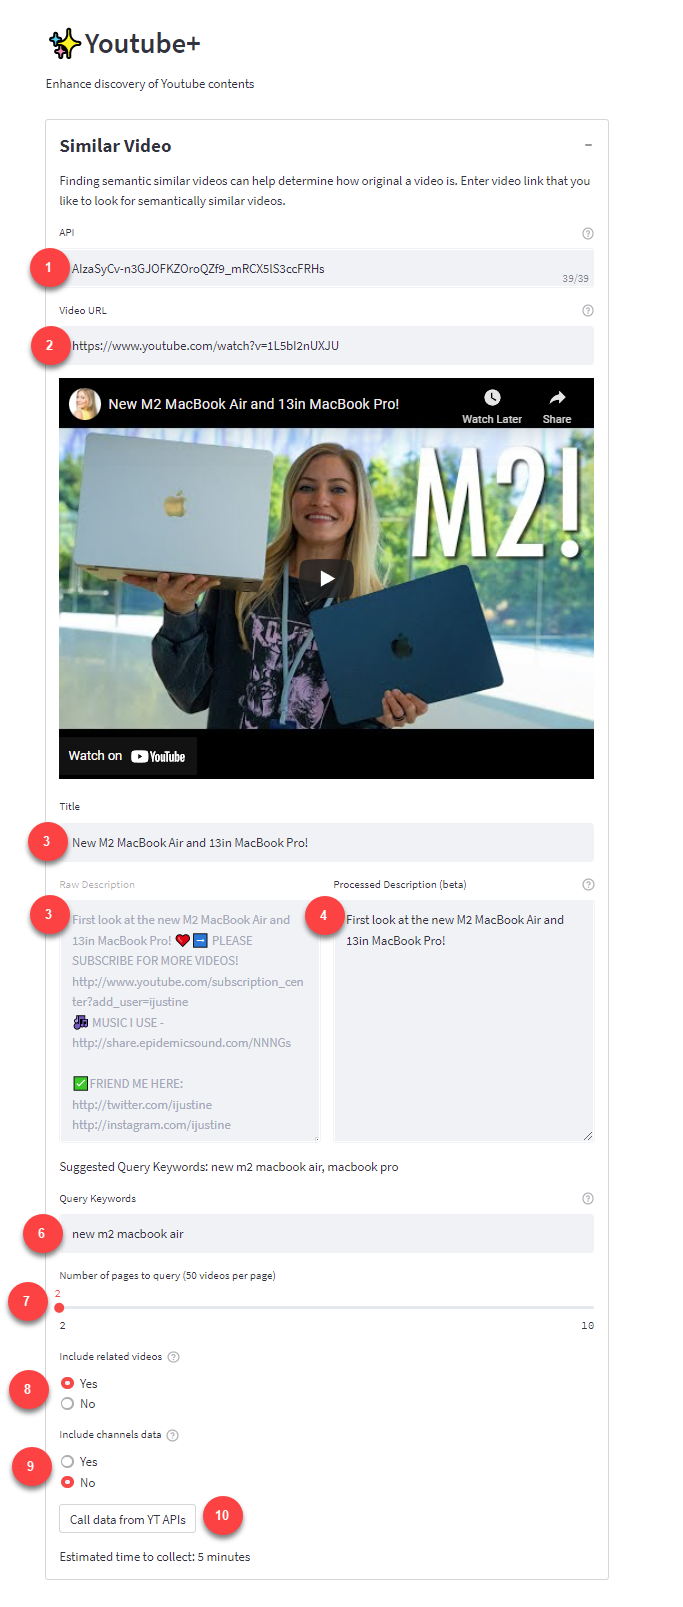 Youtube+
Enhance discovery of Youtube contents
Similar Video
Finding semantic similar videos can help determine how original a video is. Enter video link that you
like to look for semantically similar videos.
API
1
AIzaSyCv-n3GJOFKZOroQZf9_mRCX5lS3ccFRHs
39/39
Video URL
2
https://www.youtube.com/watch?v=1L5bI2nUXJU
New M2 MacBook Air and 13in MacBook Pro!
Watch Later
Share
M2!
Watch on YouTube
Title
3
New M2 MacBook Air and 13in MacBook Pro!
Raw Description
3
First look at the new M2 MacBook Air and
13in MacBook Pro! ❤️➡️ PLEASE
SUBSCRIBE FOR MORE VIDEOS!
http://www.youtube.com/subscription_cen
ter?add_user=ijustine
🎶 MUSIC I USE -
http://share.epidemicsound.com/NNNGs
✅FRIEND ME HERE:
http://twitter.com/ijustine
http://instagram.com/ijustine
Processed Description (beta)
4
First look at the new M2 MacBook Air and
13in MacBook Pro!
Suggested Query Keywords: new m2 macbook air, macbook pro
Query Keywords
6
new m2 macbook air
Number of pages to query (50 videos per page)
7
2
2
10
Include related videos
8
Yes
No
Include channels data
9
Yes
No
Call data from YT APIs
10
Estimated time to collect: 5 minutes